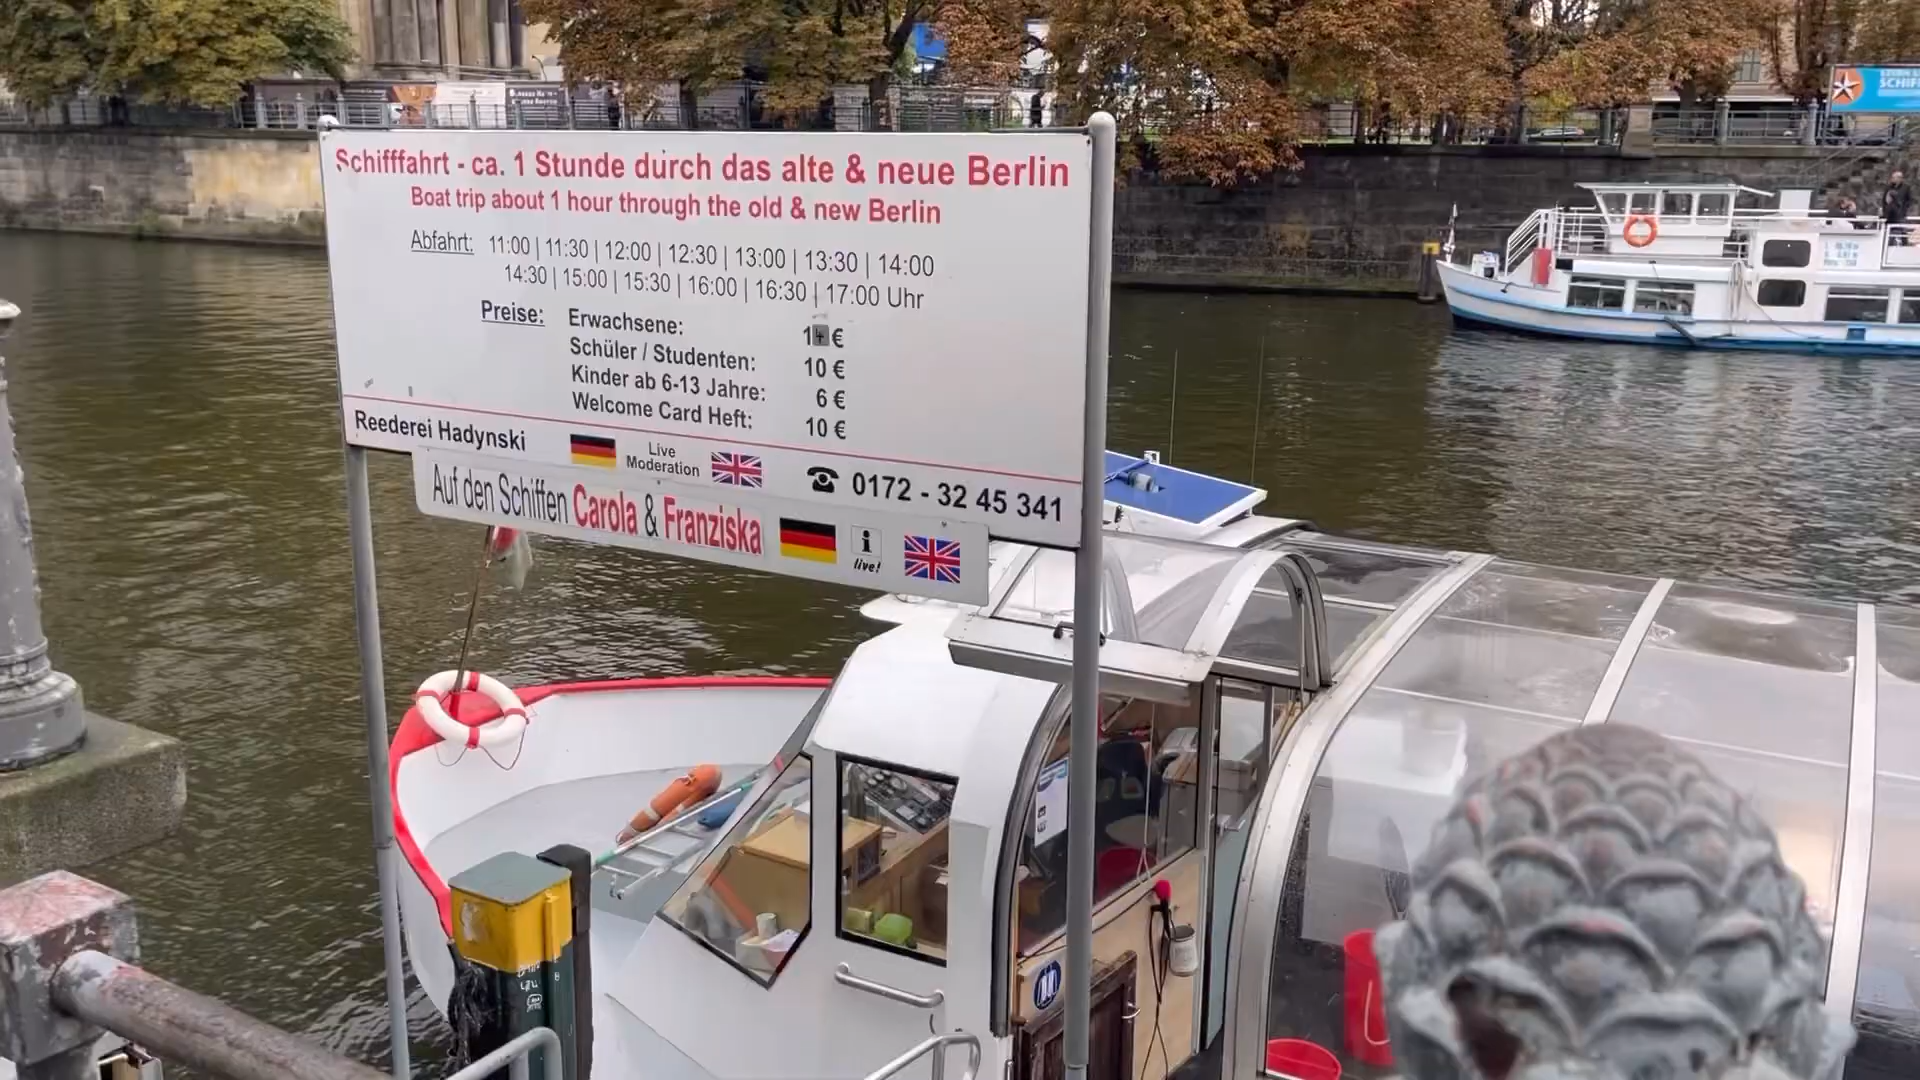 Schifffahrt - ca. 1 Stunde durch das alte & neue Berlin
Boat trip about 1 hour through the old & new Berlin
Abfahrt: 11:00 | 11:30 | 12:00 | 12:30 | 13:00 | 13:30 | 14:00
14:30 | 15:00 | 15:30 | 16:00 | 16:30 | 17:00 Uhr
Preise: Erwachsene: 14 €
Schüler / Studenten: 10 €
Kinder ab 6-13 Jahre: 6 €
Welcome Card Heft: 10 €
Reederei Hadynski
Live
Moderation
0172 - 32 45 341
Auf den Schiffen Carola & Franziska
i
live!